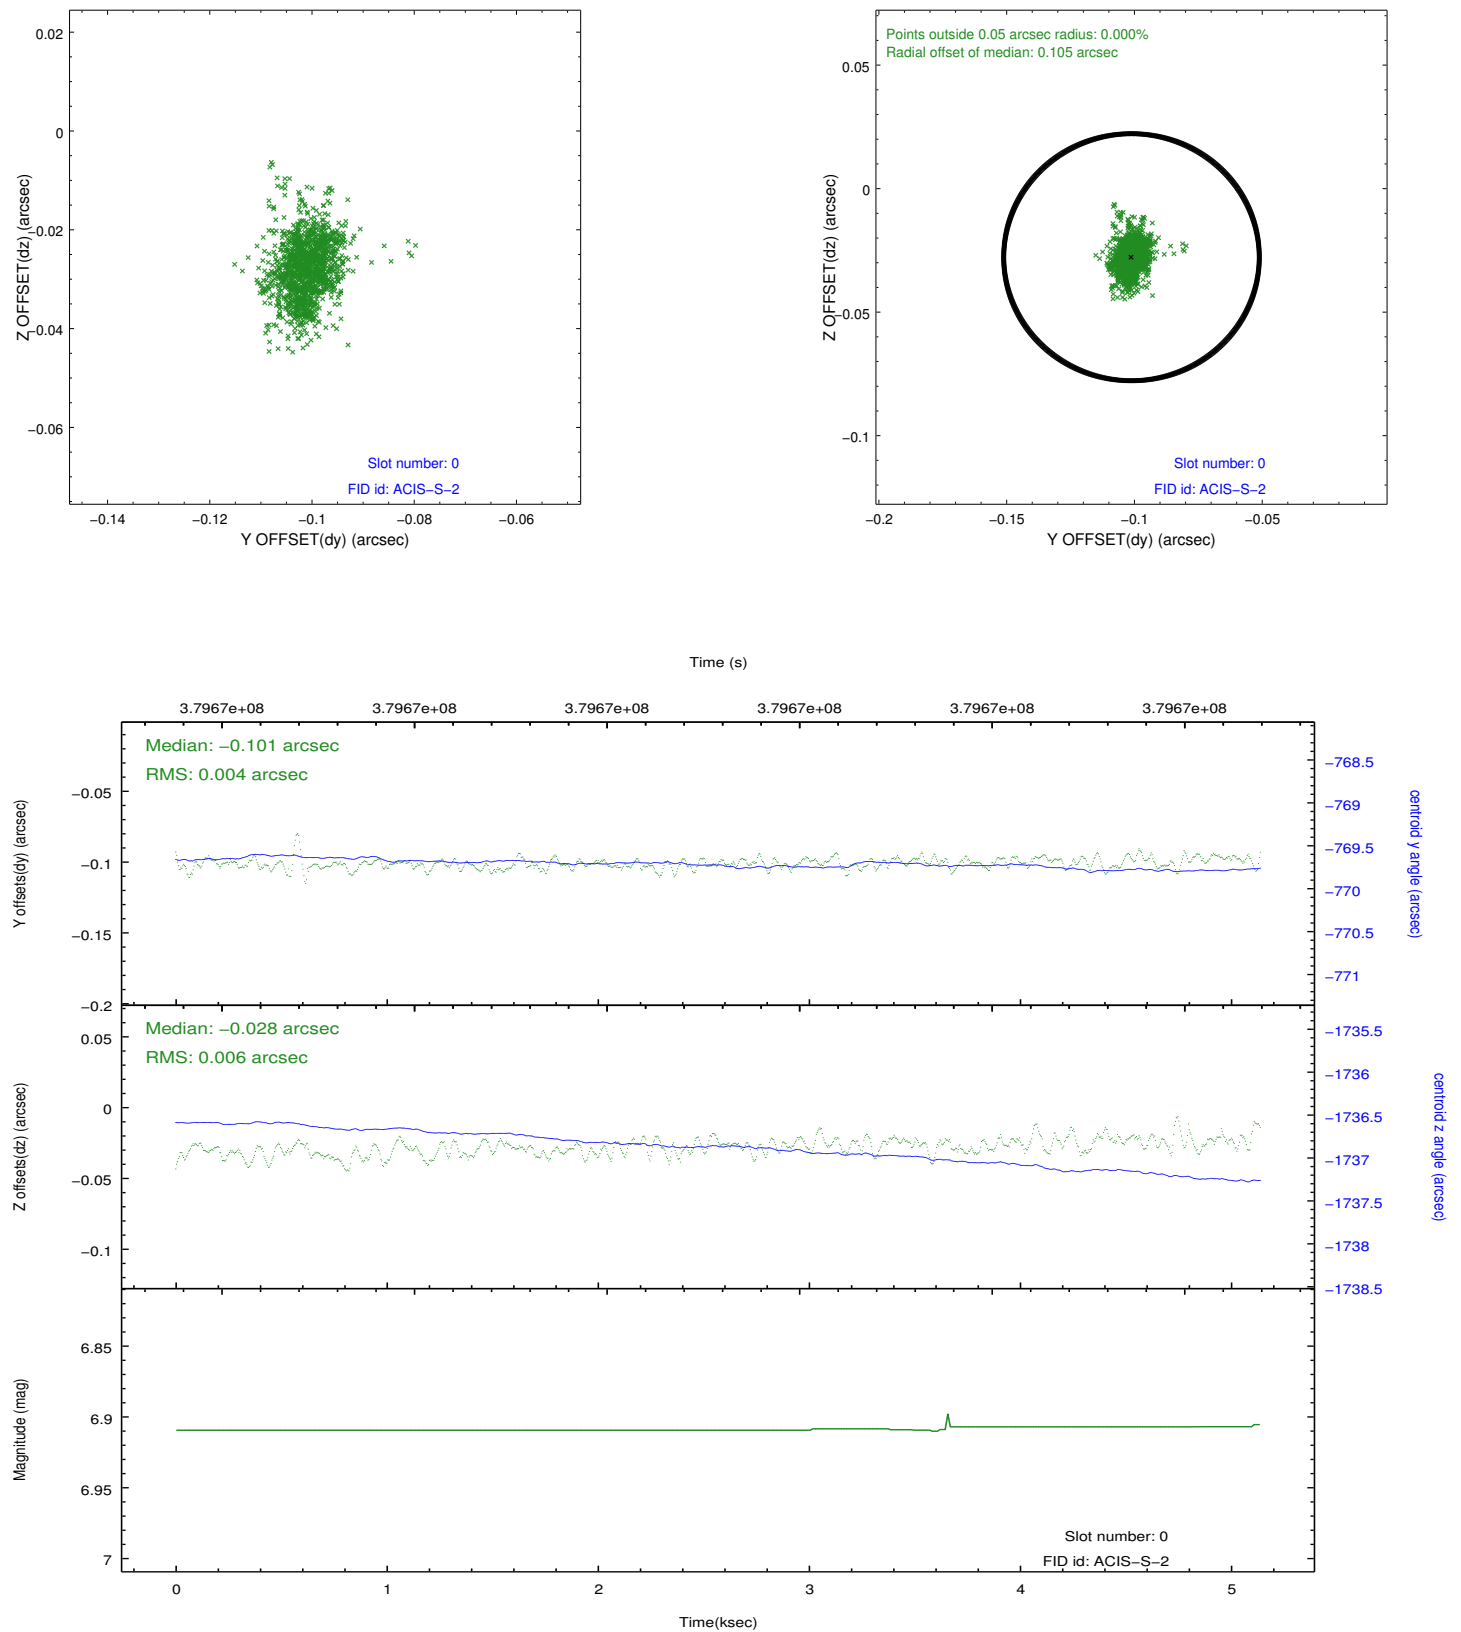 0.02
0
−0.02
−0.04
−0.06
Z OFFSET(dz) (arcsec)
Slot number: 0
FID id: ACIS−S−2
−0.14
−0.12
−0.1
−0.08
−0.06
Y OFFSET(dy) (arcsec)
Points outside 0.05 arcsec radius: 0.000%
Radial offset of median: 0.105 arcsec
0.05
0
−0.05
−0.1
Z OFFSET(dz) (arcsec)
Slot number: 0
FID id: ACIS−S−2
−0.2
−0.15
−0.1
−0.05
Y OFFSET(dy) (arcsec)
Time (s)
3.7967e+08
3.7967e+08
3.7967e+08
3.7967e+08
3.7967e+08
3.7967e+08
Median: −0.101 arcsec
RMS: 0.004 arcsec
−0.05
−0.1
−0.15
−0.2
Y offsets(dy) (arcsec)
−768.5
−769
−769.5
−770
−770.5
−771
centroid y angle (arcsec)
Median: −0.028 arcsec
RMS: 0.006 arcsec
0.05
0
−0.05
−0.1
Z offsets(dz) (arcsec)
−1735.5
−1736
−1736.5
−1737
−1737.5
−1738
−1738.5
centroid z angle (arcsec)
6.85
6.9
6.95
7
Magnitude (mag)
Slot number: 0
FID id: ACIS−S−2
0
1
2
3
4
5
Time(ksec)